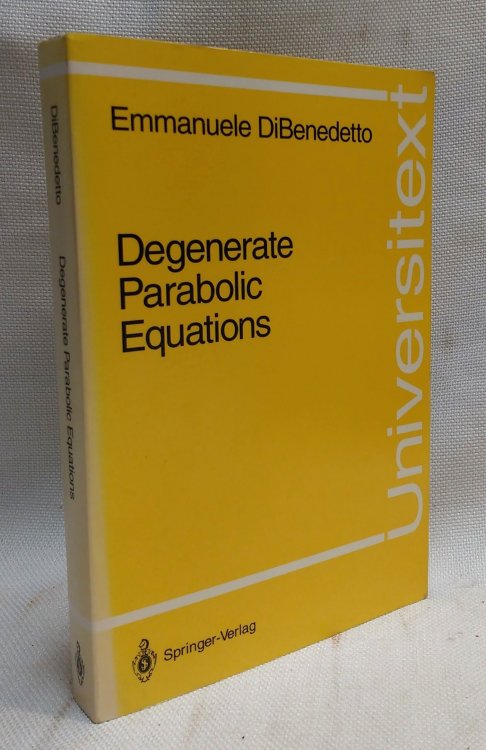 Emmanuele DiBenedetto
Degenerate
Parabolic
Equations
Universitext
Springer-Verlag
DiBenedetto
Degenerate Parabolic Equations